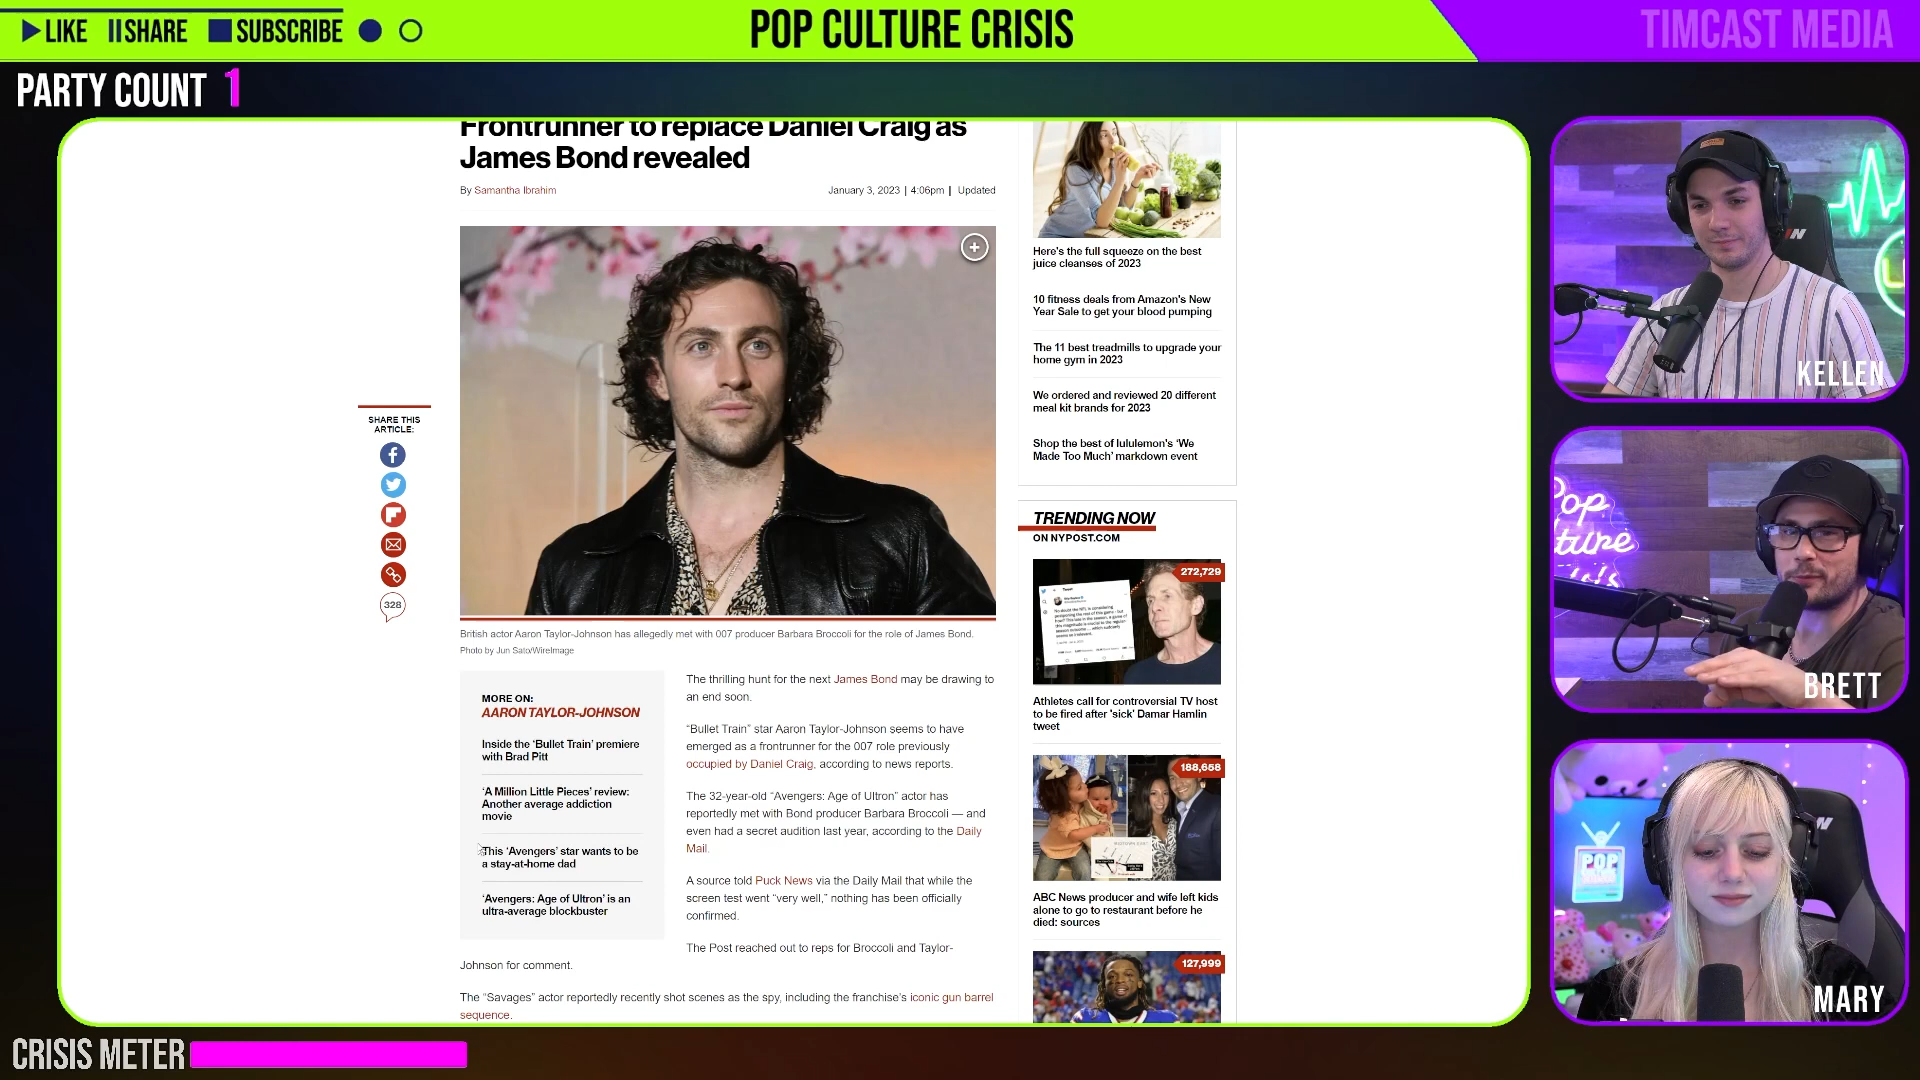 LIKE SHARE SUBSCRIBE
POP CULTURE CRISIS
TIMCAST MEDIA
PARTY COUNT 1
Frontrunner to replace Daniel Craig as
James Bond revealed
By Samantha Ibrahim
January 3, 2023 | 4:06pm | Updated
SHARE THIS
ARTICLE:
328
British actor Aaron Taylor-Johnson has allegedly met with 007 producer Barbara Broccoli for the role of James Bond.
Photo by Jun Sato/WireImage
MORE ON:
AARON TAYLOR-JOHNSON
Inside the ‘Bullet Train’ premiere
with Brad Pitt
‘A Million Little Pieces’ review:
Another average addiction
movie
This ‘Avengers’ star wants to be
a stay-at-home dad
‘Avengers: Age of Ultron’ is an
ultra-average blockbuster
The thrilling hunt for the next James Bond may be drawing to
an end soon.
“Bullet Train” star Aaron Taylor-Johnson seems to have
emerged as a frontrunner for the 007 role previously
occupied by Daniel Craig, according to news reports.
The 32-year-old “Avengers: Age of Ultron” actor has
reportedly met with Bond producer Barbara Broccoli — and
even had a secret audition last year, according to the Daily
Mail.
A source told Puck News via the Daily Mail that while the
screen test went “very well,” nothing has been officially
confirmed.
The Post reached out to reps for Broccoli and Taylor-
Johnson for comment.
The “Savages” actor reportedly recently shot scenes as the spy, including the franchise’s iconic gun barrel
sequence.
Here's the full squeeze on the best
juice cleanses of 2023
10 fitness deals from Amazon's New
Year Sale to get your blood pumping
The 11 best treadmills to upgrade your
home gym in 2023
We ordered and reviewed 20 different
meal kit brands for 2023
Shop the best of lululemon's ‘We
Made Too Much’ markdown event
TRENDING NOW
ON NYPOST.COM
272,729
Athletes call for controversial TV host
to be fired after 'sick' Damar Hamlin
tweet
188,658
ABC News producer and wife left kids
alone to go to restaurant before he
died: sources
127,999
KELLEN
Pop
BRETT
POP
MARY
CRISIS METER